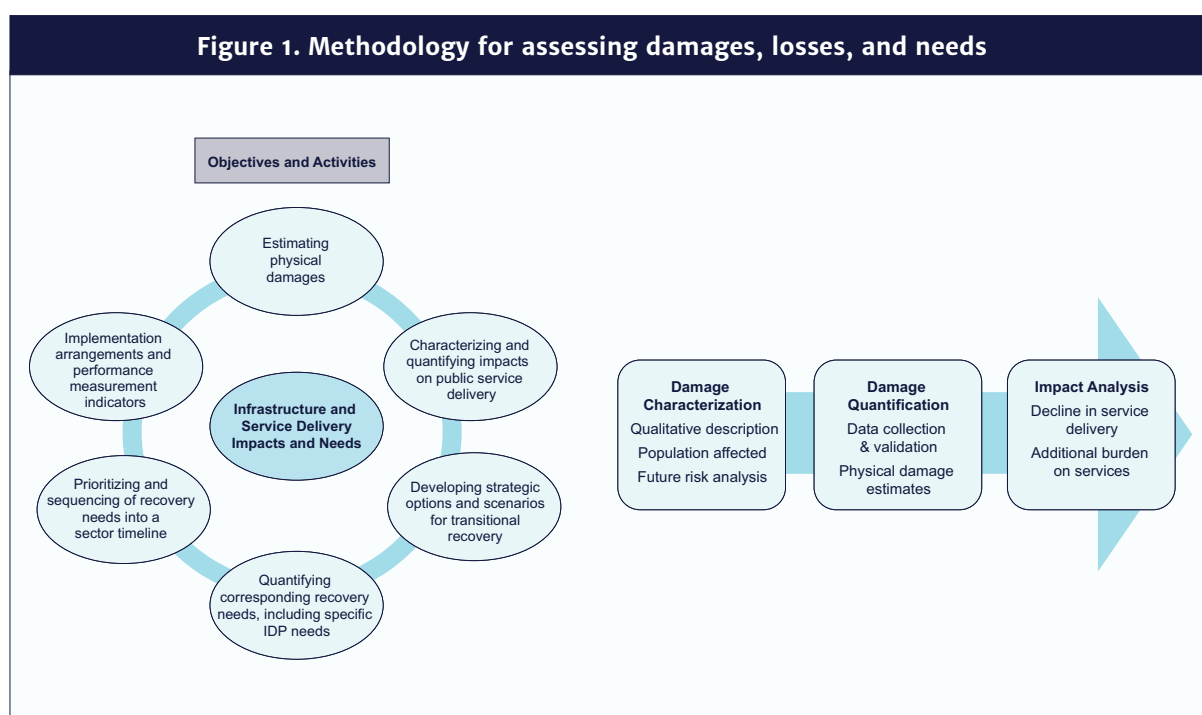 Figure 1. Methodology for assessing damages, losses, and needs
Objectives and Activities
Estimating
physical
damages
Characterizing and
quantifying impacts
on public service
delivery
Developing strategic
options and scenarios
for transitional
recovery
Quantifying
corresponding recovery
needs, including specific
IDP needs
Prioritizing and
sequencing of recovery
needs into a
sector timeline
Implementation
arrangements and
performance
measurement
indicators
Infrastructure and
Service Delivery
Impacts and Needs
Damage
Characterization
Qualitative description
Population affected
Future risk analysis
Damage
Quantification
Data collection
& validation
Physical damage
estimates
Impact Analysis
Decline in service
delivery
Additional burden
on services